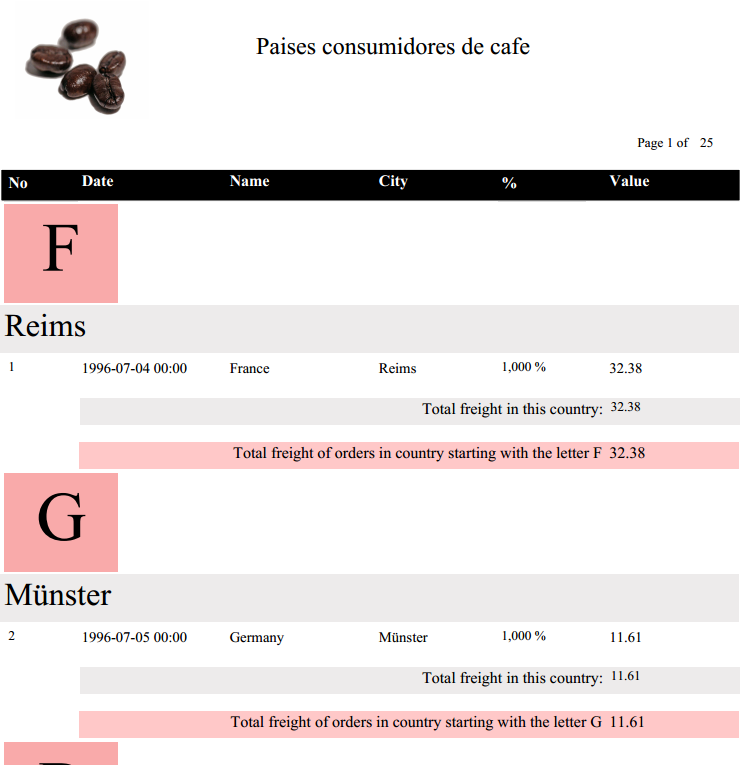 Paises consumidores de cafe
Page 1 of 25
No Date Name City % Value
F
Reims
1 1996-07-04 00:00 France Reims 1,000 % 32.38
Total freight in this country: 32.38
Total freight of orders in country starting with the letter F 32.38
G
Münster
2 1996-07-05 00:00 Germany Münster 1,000 % 11.61
Total freight in this country: 11.61
Total freight of orders in country starting with the letter G 11.61